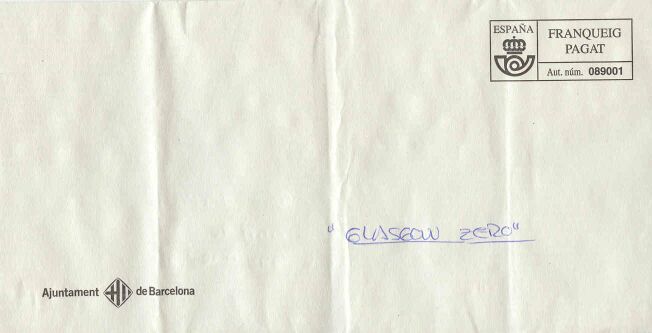 ESPAÑA
FRANQUEIG
PAGAT
Aut. núm. 089001
"GLASGOW ZERO"
Ajuntament de Barcelona